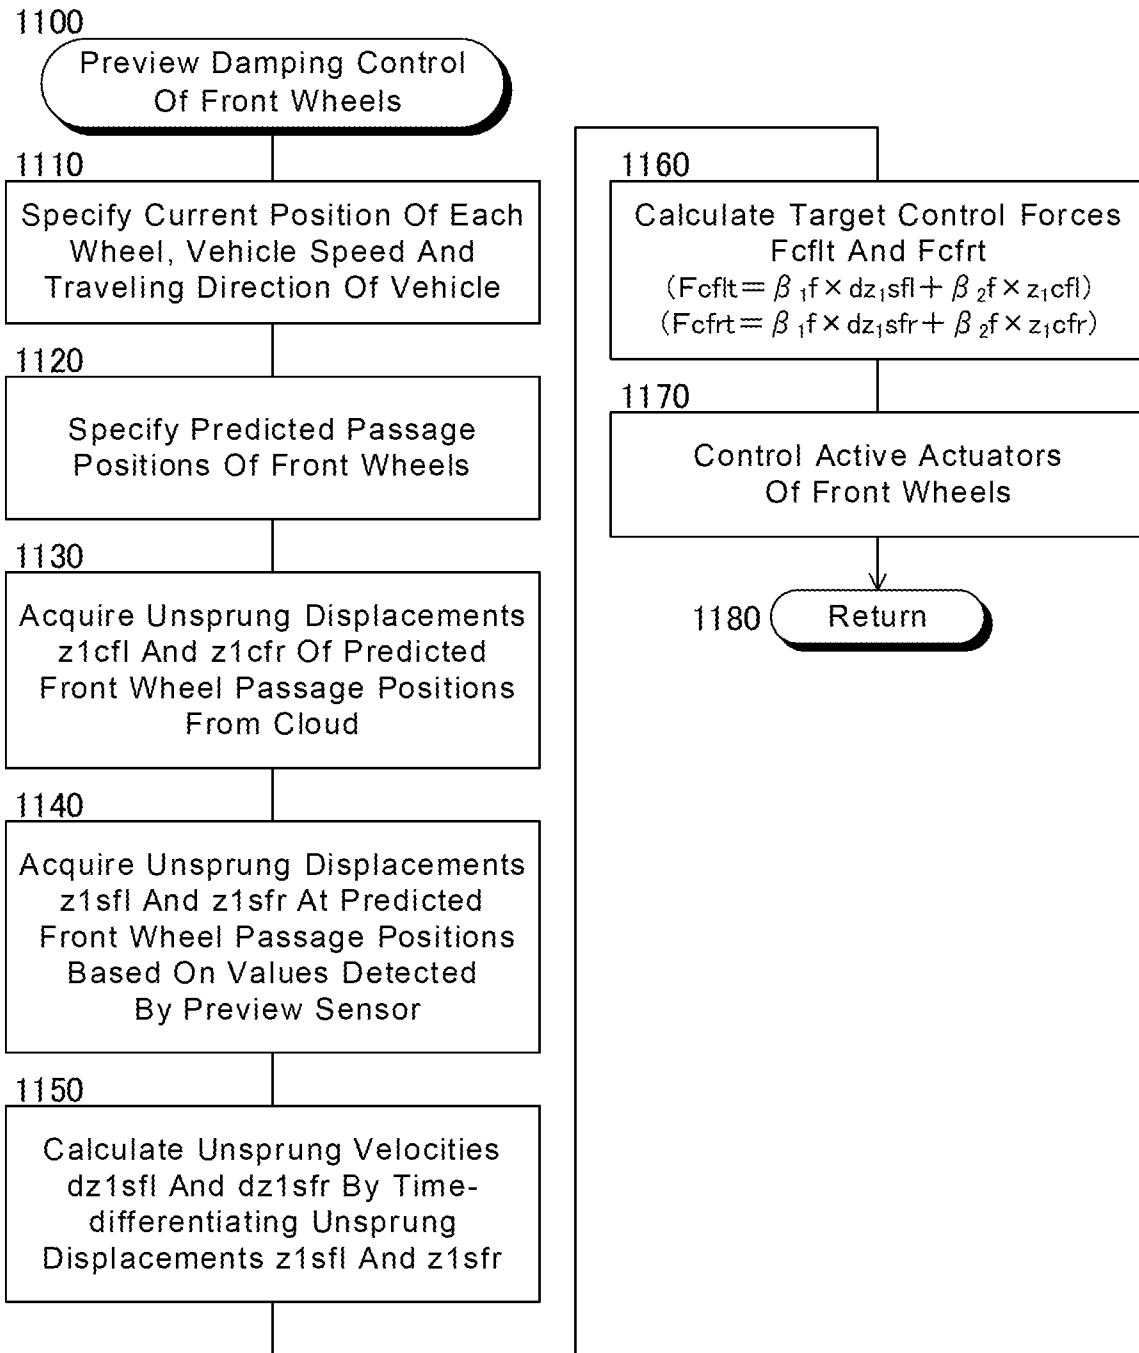 1100
Preview Damping Control
Of Front Wheels
1110
Specify Current Position Of Each
Wheel, Vehicle Speed And
Traveling Direction Of Vehicle
1120
Specify Predicted Passage
Positions Of Front Wheels
1130
Acquire Unsprung Displacements
z1cfl And z1cfr Of Predicted
Front Wheel Passage Positions
From Cloud
1140
Acquire Unsprung Displacements
z1sfl And z1sfr At Predicted
Front Wheel Passage Positions
Based On Values Detected
By Preview Sensor
1150
Calculate Unsprung Velocities
dz1sfl And dz1sfr By Time-
differentiating Unsprung
Displacements z1sfl And z1sfr
1160
Calculate Target Control Forces
Fcflt And Fcfrt
(Fcflt＝β₁f×dz₁sfl＋β₂f×z₁cfl)
(Fcfrt＝β₁f×dz₁sfr＋β₂f×z₁cfr)
1170
Control Active Actuators
Of Front Wheels
1180
Return